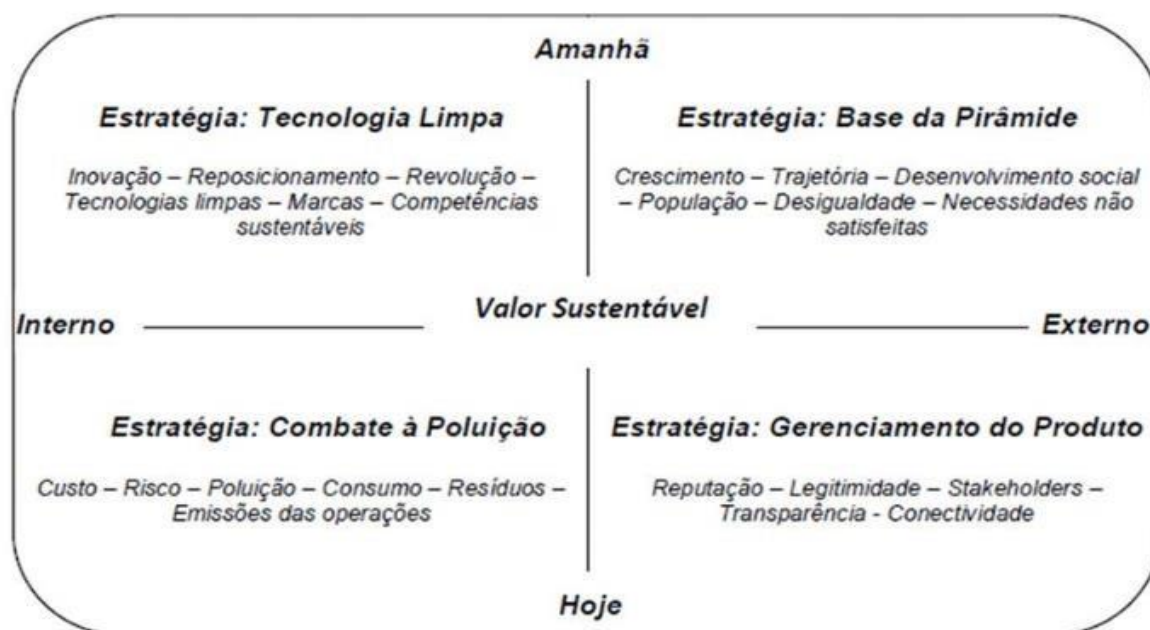 Amanhã
Estratégia: Tecnologia Limpa
Inovação – Reposicionamento – Revolução –
Tecnologias limpas – Marcas – Competências
sustentáveis
Estratégia: Base da Pirâmide
Crescimento – Trajetória – Desenvolvimento social
– População – Desigualdade – Necessidades não
satisfeitas
Interno
Valor Sustentável
Externo
Estratégia: Combate à Poluição
Custo – Risco – Poluição – Consumo – Resíduos –
Emissões das operações
Estratégia: Gerenciamento do Produto
Reputação – Legitimidade – Stakeholders –
Transparência - Conectividade
Hoje